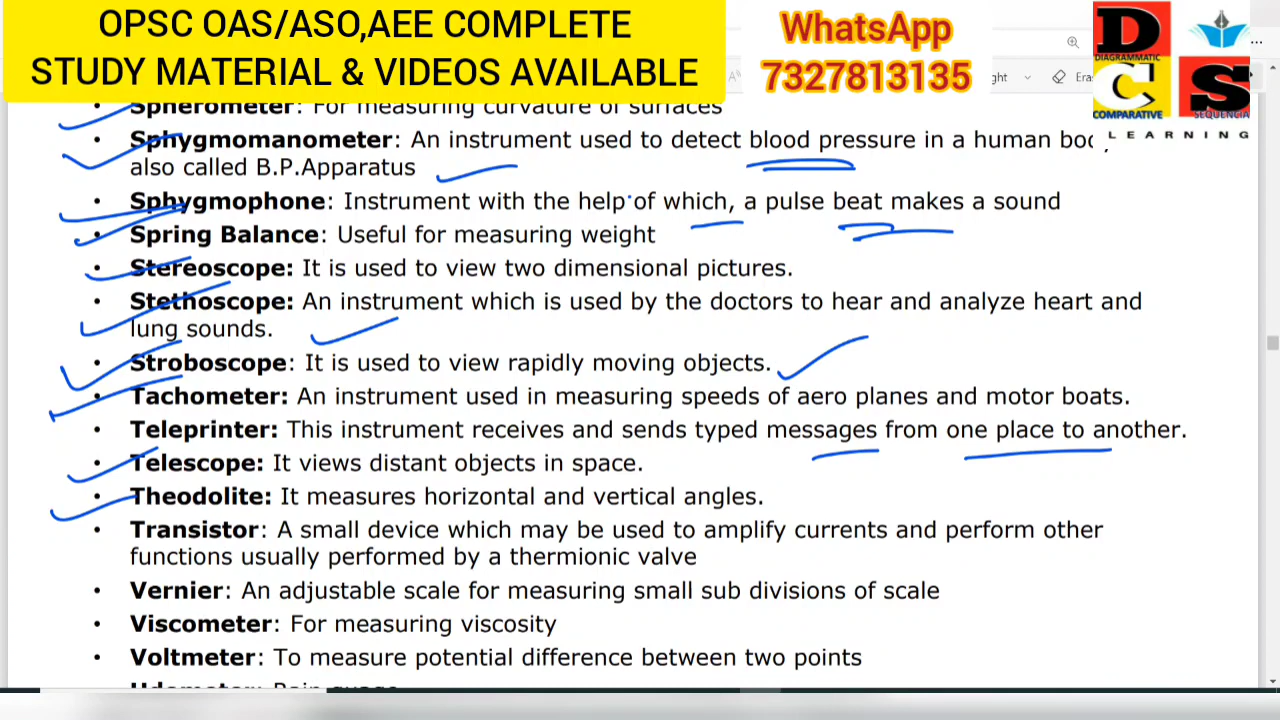 OPSC OAS/ASO,AEE COMPLETE
STUDY MATERIAL & VIDEOS AVAILABLE
WhatsApp
7327813135
D
DIAGRAMMATIC
C
COMPARATIVE
S
SEQUENCIA
LEARNING
ght
Era
• Spherometer: For measuring curvature of surfaces
• Sphygmomanometer: An instrument used to detect blood pressure in a human
also called B.P.Apparatus
• Sphygmophone: Instrument with the help of which, a pulse beat makes a sound
• Spring Balance: Useful for measuring weight
• Stereoscope: It is used to view two dimensional pictures.
• Stethoscope: An instrument which is used by the doctors to hear and analyze heart and
lung sounds.
• Stroboscope: It is used to view rapidly moving objects.
• Tachometer: An instrument used in measuring speeds of aero planes and motor boats.
• Teleprinter: This instrument receives and sends typed messages from one place to another.
• Telescope: It views distant objects in space.
• Theodolite: It measures horizontal and vertical angles.
• Transistor: A small device which may be used to amplify currents and perform other
functions usually performed by a thermionic valve
• Vernier: An adjustable scale for measuring small sub divisions of scale
• Viscometer: For measuring viscosity
• Voltmeter: To measure potential difference between two points